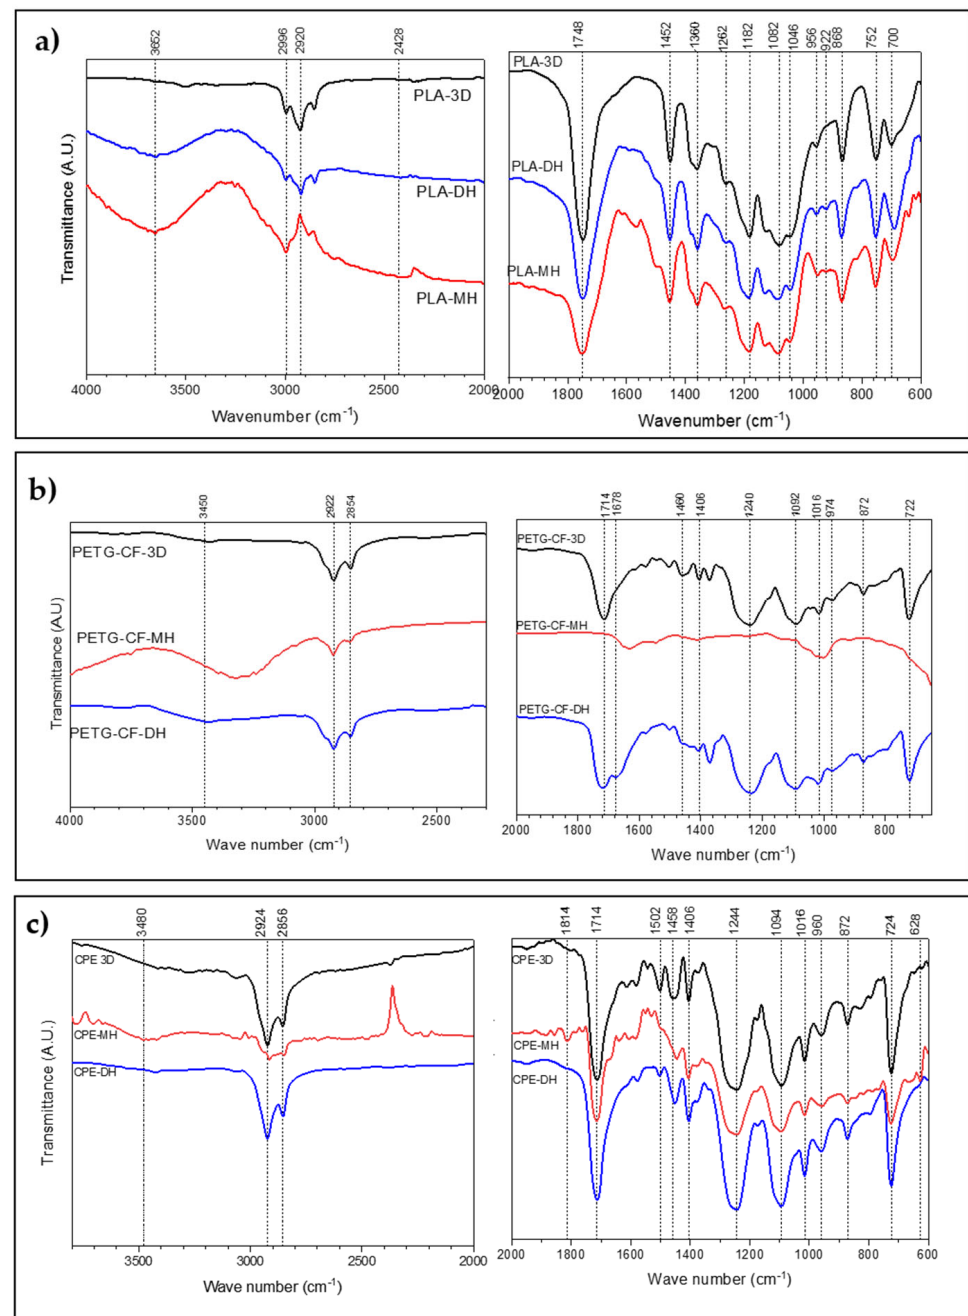 a)
3652
2996
2920
2428
PLA-3D
PLA-DH
PLA-MH
Transmittance (A.U.)
4000 3500 3000 2500 2000
Wavenumber (cm-1)
1748
1452
1360
1262
1182
1082
1046
956
922
868
752
700
PLA-3D
PLA-DH
PLA-MH
2000 1800 1600 1400 1200 1000 800 600
Wavenumber (cm-1)
b)
3450
2922
2854
PETG-CF-3D
PETG-CF-MH
PETG-CF-DH
Transmittance (A.U)
4000 3500 3000 2500
Wave number (cm-1)
1714
1678
1460
1406
1240
1092
1016
974
872
722
PETG-CF-3D
PETG-CF-MH
PETG-CF-DH
2000 1800 1600 1400 1200 1000 800
Wave number (cm-1)
c)
3480
2924
2856
CPE 3D
CPE-MH
CPE-DH
Transmittance (A.U.)
3000 2500 2000
Wave number (cm-1)
1814
1714
1502
1458
1406
1244
1094
1016
960
872
724
628
CPE-3D
CPE-MH
CPE-DH
2000 1800 1600 1400 1200 1000 800 600
Wave number (cm-1)